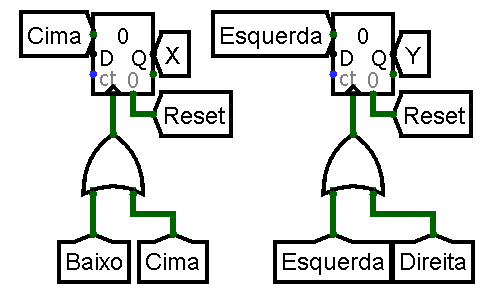 Cima 0 X Esquerda 0 Y
D Q D Q
ct 0 ct 0
Reset Reset
Baixo Cima Esquerda Direita